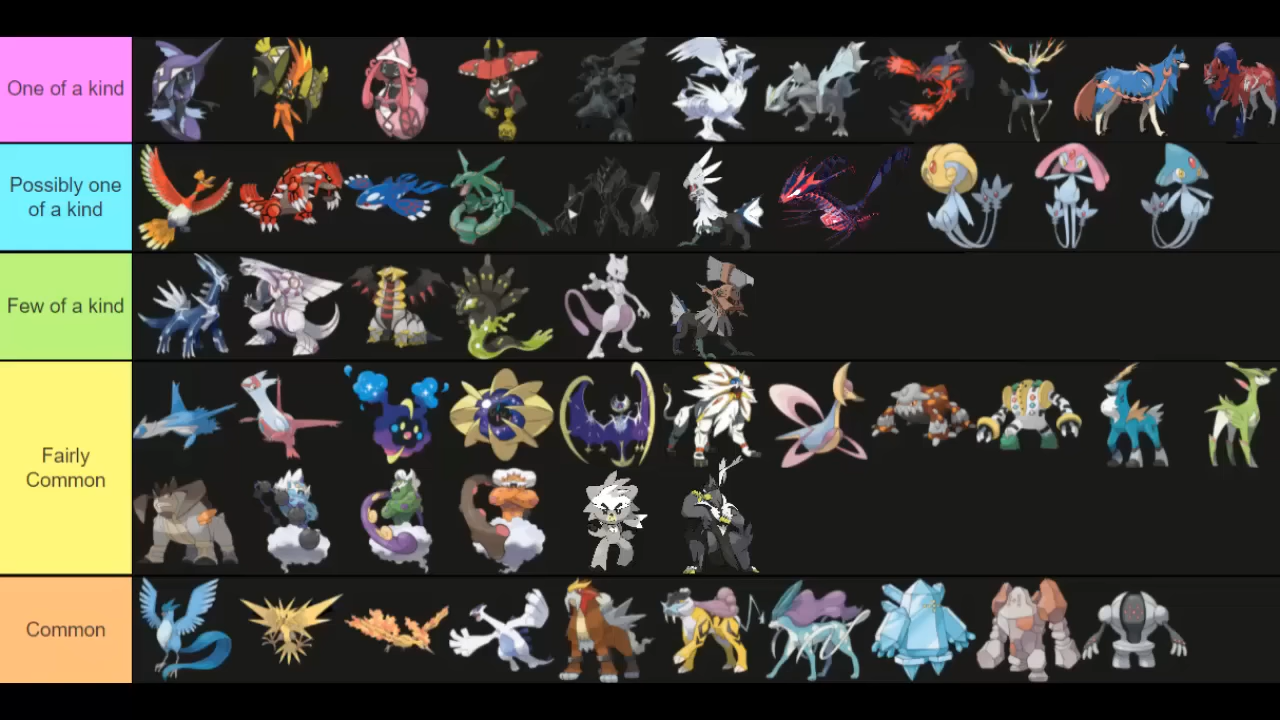 One of a kind
Possibly one
of a kind
Few of a kind
Fairly
Common
Common